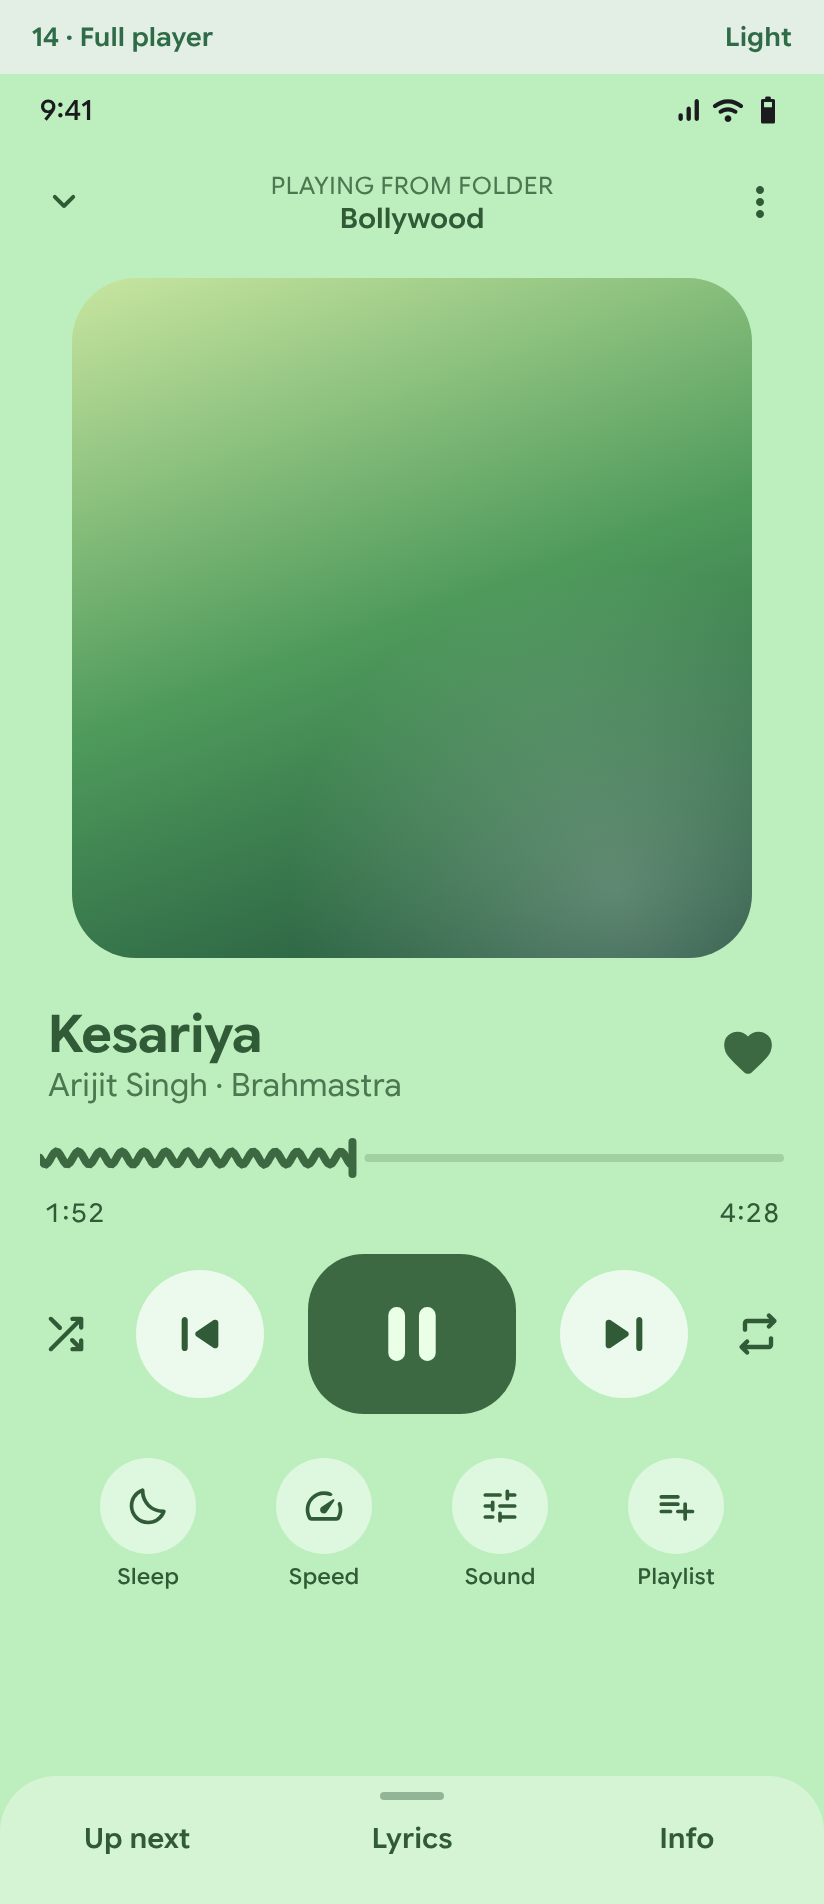 14 · Full player
Light
9:41
PLAYING FROM FOLDER
Bollywood
Kesariya
Arijit Singh · Brahmastra
1:52
4:28
Sleep
Speed
Sound
Playlist
Up next
Lyrics
Info